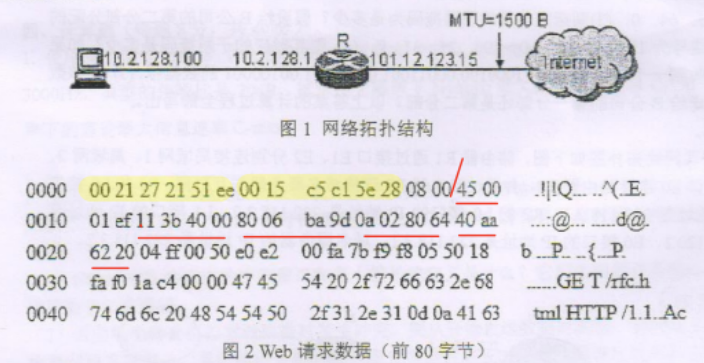 MTU=1500 B
R
10.2.128.100
10.2.128.1
101.12.123.15
Internet
图 1 网络拓扑结构
0000 00 21 27 21 51 ee 00 15 c5 c1 5e 28 08 00 45 00 .!|!Q... ..^( E.
0010 01 ef 11 3b 40 00 80 06 ba 9d 0a 02 80 64 40 aa ...:@... .....d@.
0020 62 20 04 ff 00 50 e0 e2 00 fa 7b f9 f8 05 50 18 b ...P.. ..{...P.
0030 fa f0 1a c4 00 00 47 45 54 20 2f 72 66 63 2e 68 ......GE T /rfc.h
0040 74 6d 6c 20 48 54 54 50 2f 31 2e 31 0d 0a 41 63 tml HTTP /1.1..Ac
图 2 Web 请求数据（前 80 字节）